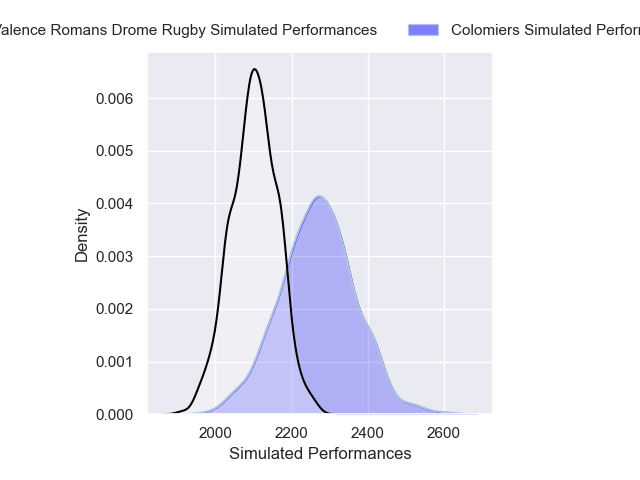 Valence Romans Drome Rugby Simulated Performances Colomiers Simulated
0.006
0.005
0.004
0.003
0.002
0.001
0.000
Density
2000 2200 2400 2600
Simulated Performances